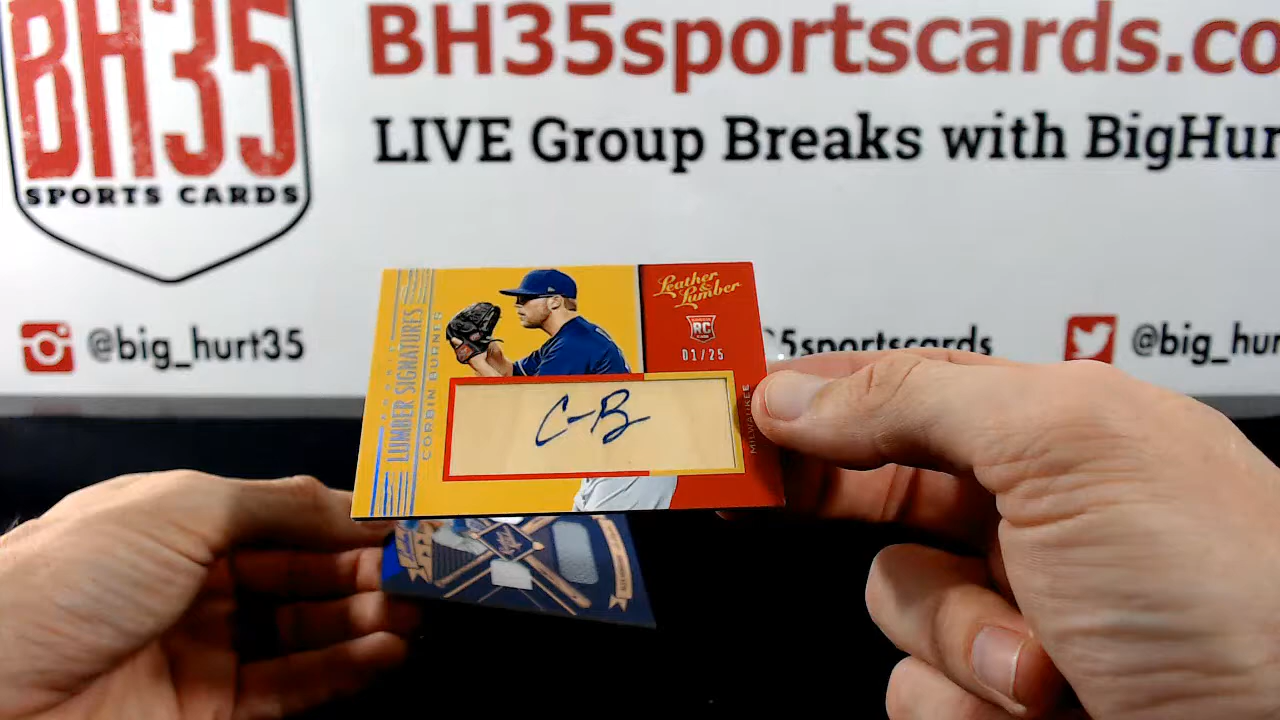 BH35
SPORTS CARDS
BH35sportscards.co
LIVE Group Breaks with BigHur
@big_hurt35
5sportscards
@big_hur
Leather
& Lumber
RC
01/25
MILWAUKEE
LUMBER SIGNATURES
CORBIN BURNES